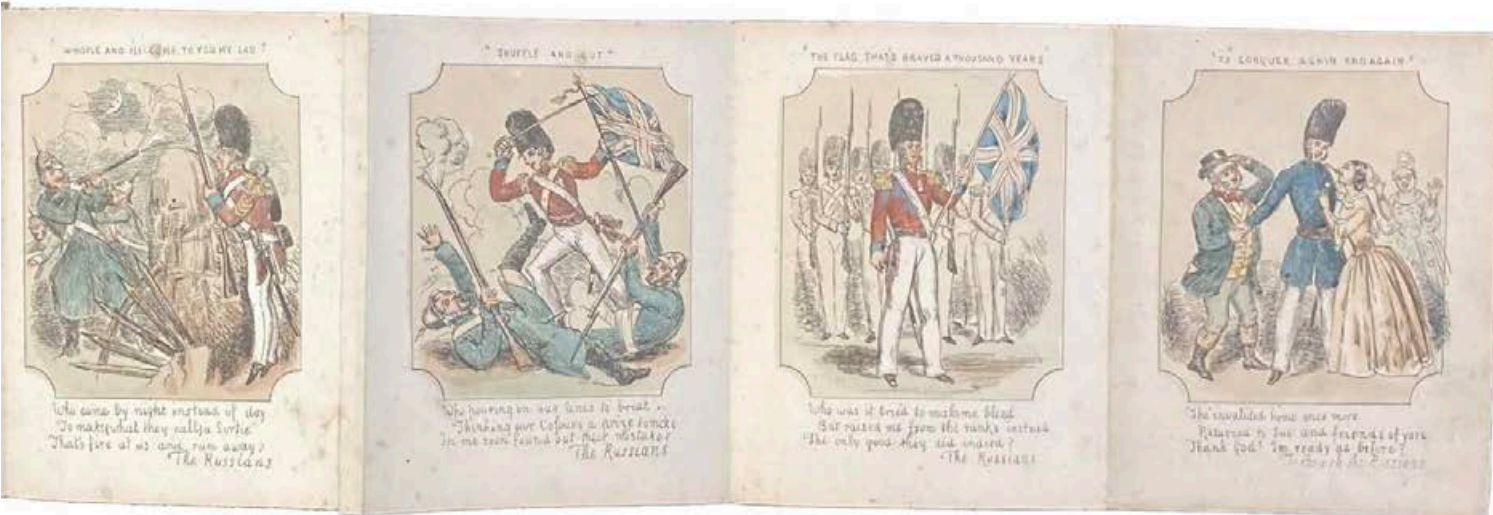 "WHISTLE AND I'LL COME TO YOU MY LAD"
"SHUFFLE AND CUT"
"THE FLAG THAT'S BRAVED A THOUSAND YEARS"
"TO CONQUER AGAIN AND AGAIN"
Who came by night instead of day
To make what they call a Sortie
That's fire at us and run away?
The Russians
Who pouring on our lines to break
Thinking our Colours a prize to make
In me soon found out their mistake?
The Russians
Who was it tried to make me bleed
But raised me from the ranks instead
The only good they did indeed?
The Russians
The invalided home once more
Returned to Sue and friends of yore
Thank God! I'm ready as before?
Russians